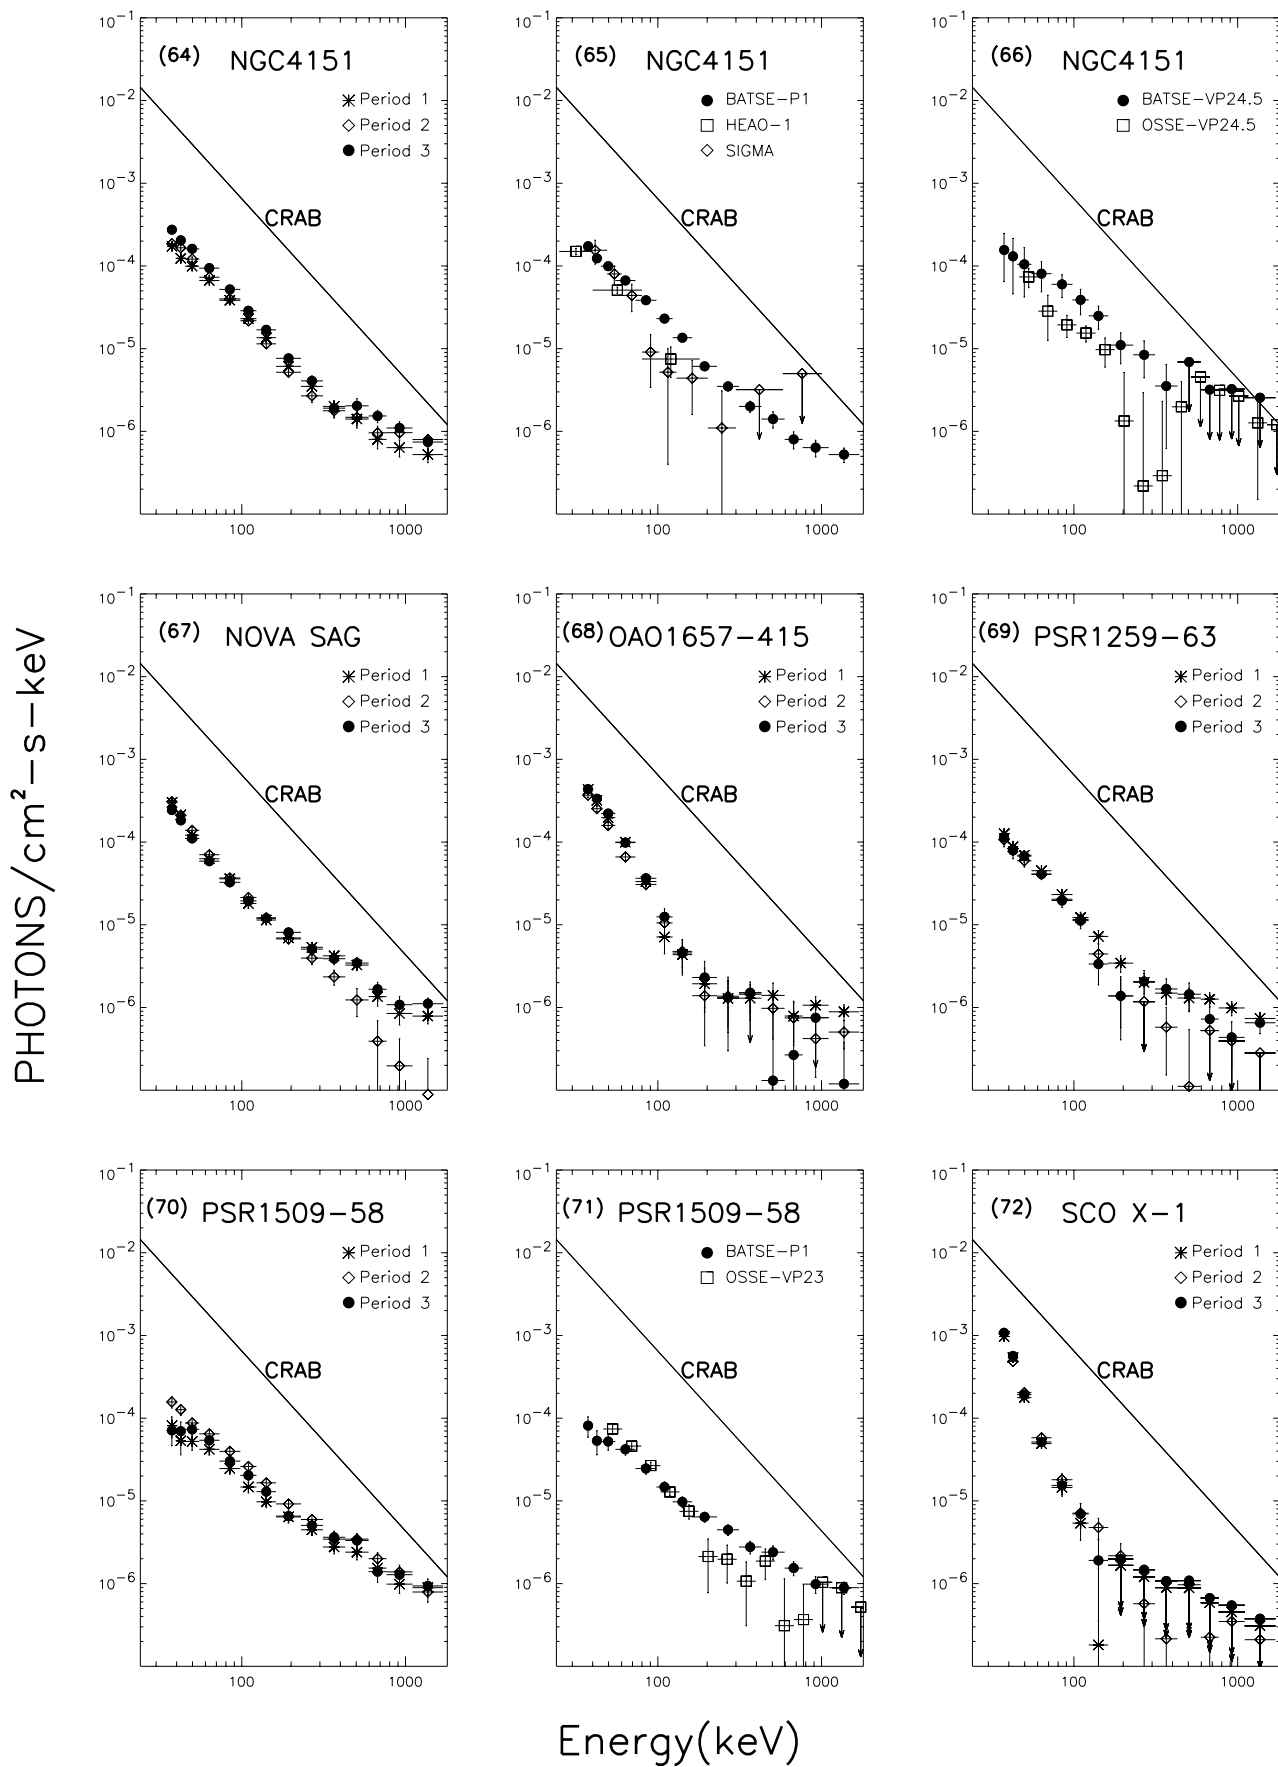 (64) NGC4151
Period 1
Period 2
Period 3
CRAB
10^-1
10^-2
10^-3
10^-4
10^-5
10^-6
100 1000
(65) NGC4151
BATSE-P1
HEAO-1
SIGMA
CRAB
10^-1
10^-2
10^-3
10^-4
10^-5
10^-6
100 1000
(66) NGC4151
BATSE-VP24.5
OSSE-VP24.5
CRAB
10^-1
10^-2
10^-3
10^-4
10^-5
10^-6
100 1000
(67) NOVA SAG
Period 1
Period 2
Period 3
CRAB
10^-1
10^-2
10^-3
10^-4
10^-5
10^-6
100 1000
(68) OAO1657-415
Period 1
Period 2
Period 3
CRAB
10^-1
10^-2
10^-3
10^-4
10^-5
10^-6
100 1000
(69) PSR1259-63
Period 1
Period 2
Period 3
CRAB
10^-1
10^-2
10^-3
10^-4
10^-5
10^-6
100 1000
(70) PSR1509-58
Period 1
Period 2
Period 3
CRAB
10^-1
10^-2
10^-3
10^-4
10^-5
10^-6
100 1000
(71) PSR1509-58
BATSE-P1
OSSE-VP23
CRAB
10^-1
10^-2
10^-3
10^-4
10^-5
10^-6
100 1000
(72) SCO X-1
Period 1
Period 2
Period 3
CRAB
10^-1
10^-2
10^-3
10^-4
10^-5
10^-6
100 1000
PHOTONS/cm²-s-keV
Energy(keV)